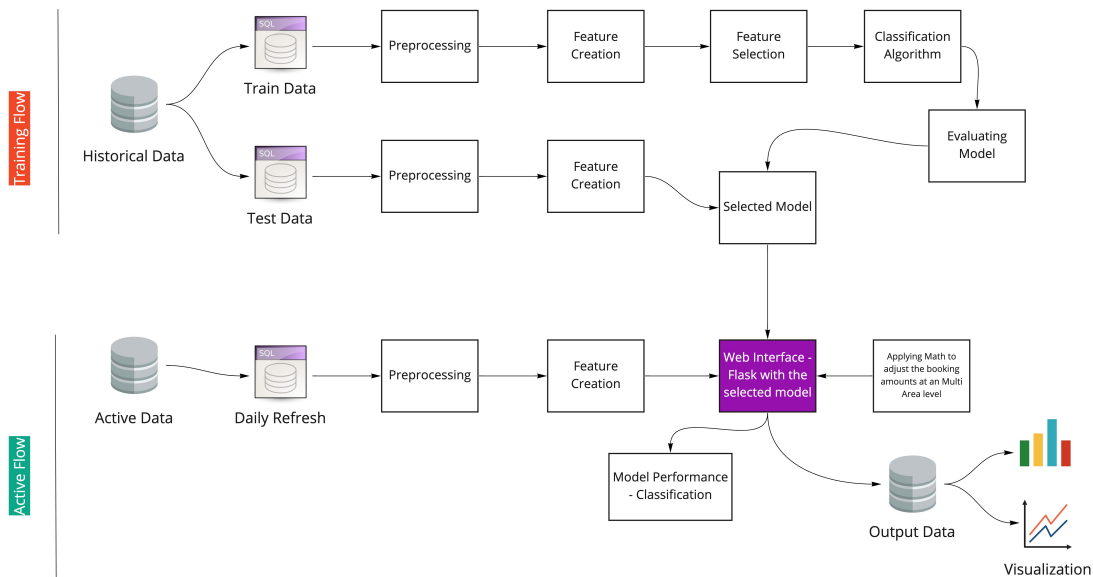 Training Flow
Historical Data
SQL
Train Data
Preprocessing
Feature
Creation
Feature
Selection
Classification
Algorithm
Evaluating
Model
SQL
Test Data
Preprocessing
Feature
Creation
Selected Model
Active Flow
Active Data
SQL
Daily Refresh
Preprocessing
Feature
Creation
Web Interface -
Flask with the
selected model
Applying Math to
adjust the booking
amounts at an Multi
Area level
Model Performance
- Classification
Output Data
Visualization